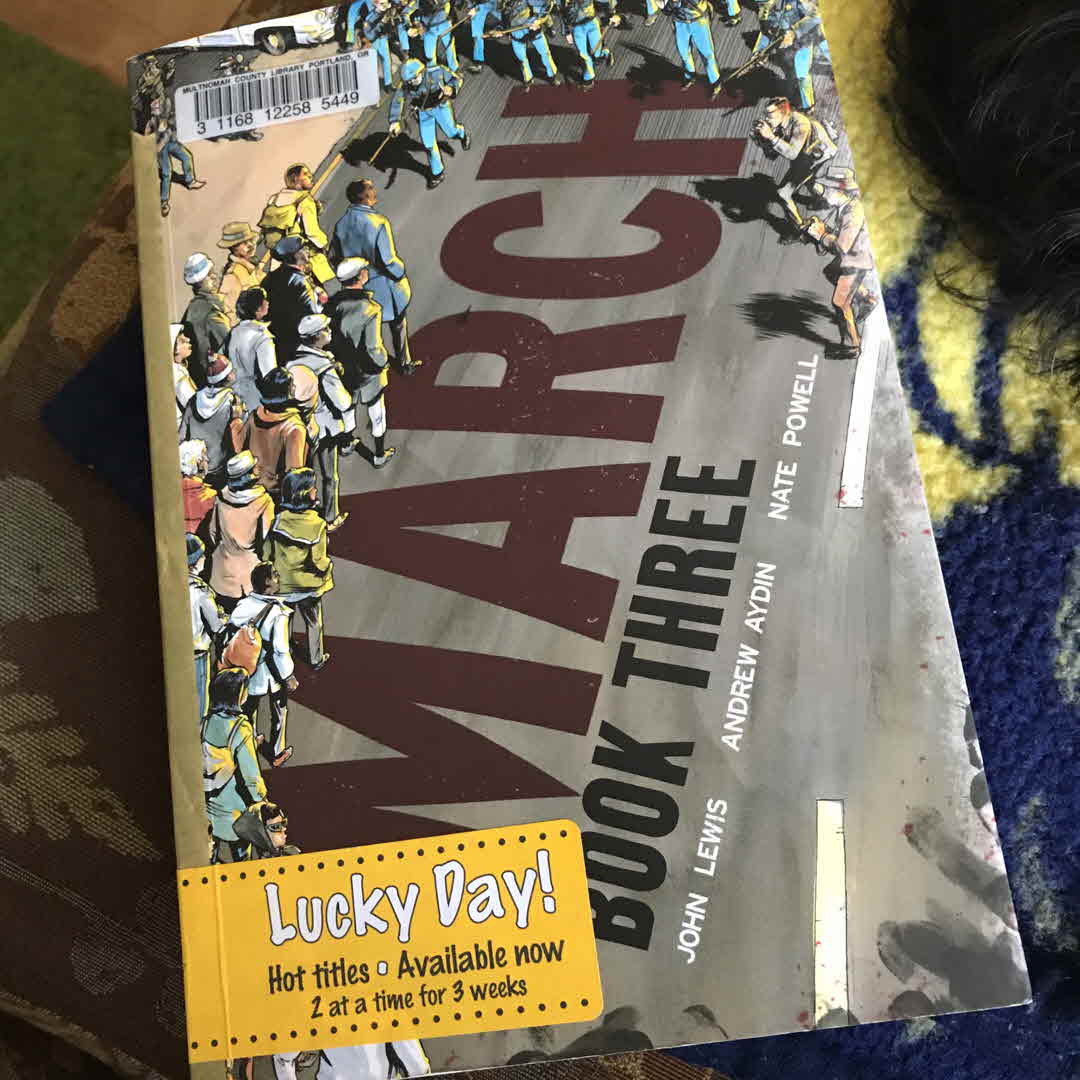 MULTNOMAH COUNTY LIBRARY PORTLAND, OR
3 1168 12258 5449
MARCH
BOOK THREE
JOHN LEWIS ANDREW AYDIN NATE POWELL
Lucky Day!
Hot titles • Available now
2 at a time for 3 weeks